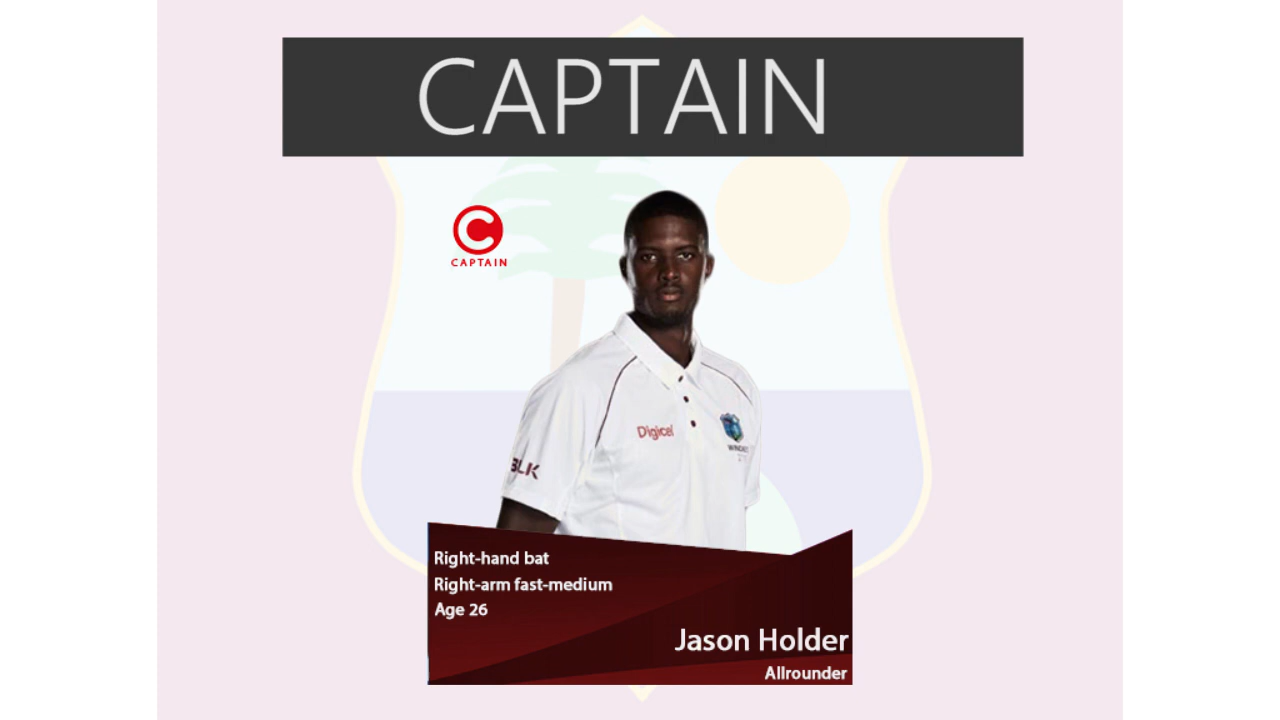 CAPTAIN
CAPTAIN
Digicel
BLK
Right-hand bat
Right-arm fast-medium
Age 26
Jason Holder
Allrounder